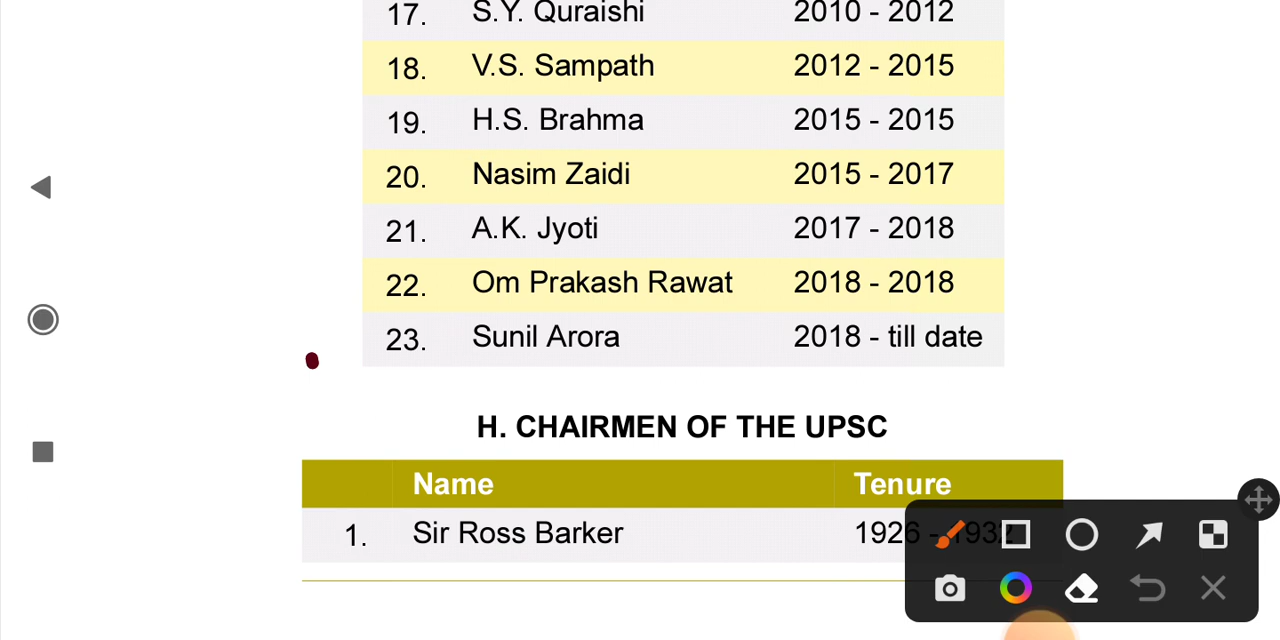 17. S.Y. Quraishi 2010 - 2012
18. V.S. Sampath 2012 - 2015
19. H.S. Brahma 2015 - 2015
20. Nasim Zaidi 2015 - 2017
21. A.K. Jyoti 2017 - 2018
22. Om Prakash Rawat 2018 - 2018
23. Sunil Arora 2018 - till date
H. CHAIRMEN OF THE UPSC
Name Tenure
1. Sir Ross Barker 1926 - 1932